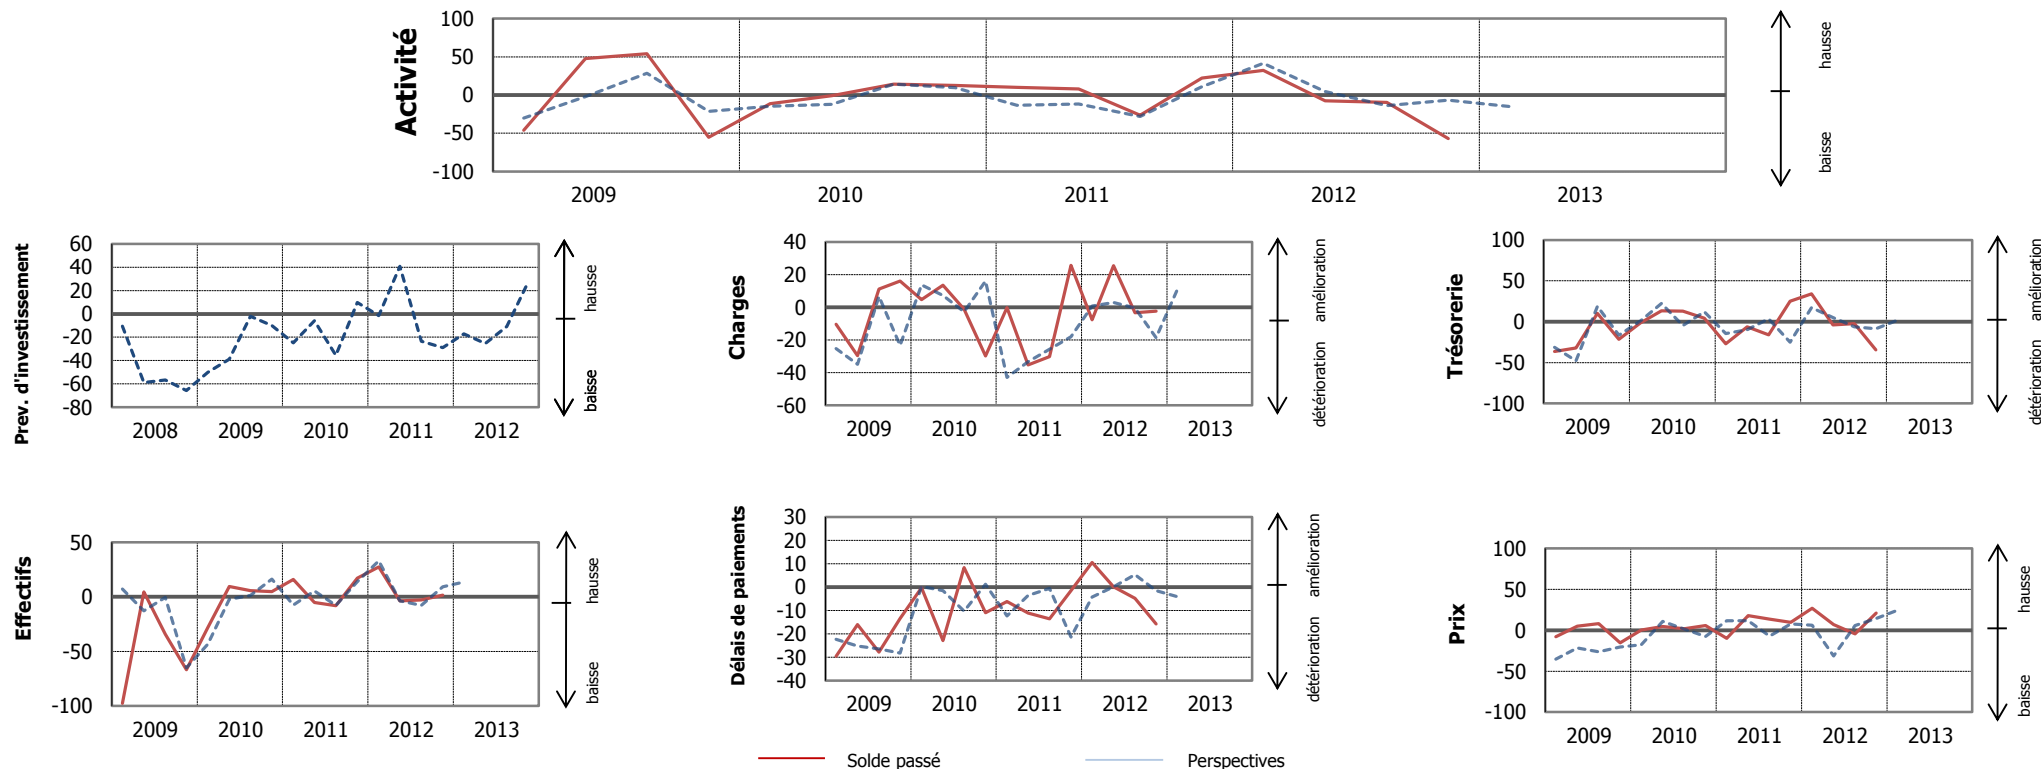 Activité
100
50
0
-50
-100
2009 2010 2011 2012 2013
hausse
baisse
Prev. d'investissement
60
40
20
0
-20
-40
-60
-80
2008 2009 2010 2011 2012
hausse
baisse
Charges
40
20
0
-20
-40
-60
2009 2010 2011 2012 2013
amélioration
détérioration
Trésorerie
100
50
0
-50
-100
2009 2010 2011 2012 2013
amélioration
détérioration
Effectifs
50
0
-50
-100
2009 2010 2011 2012 2013
hausse
baisse
Délais de paiements
30
20
10
0
-10
-20
-30
-40
2009 2010 2011 2012 2013
amélioration
détérioration
Prix
100
50
0
-50
-100
2009 2010 2011 2012 2013
hausse
baisse
Solde passé Perspectives